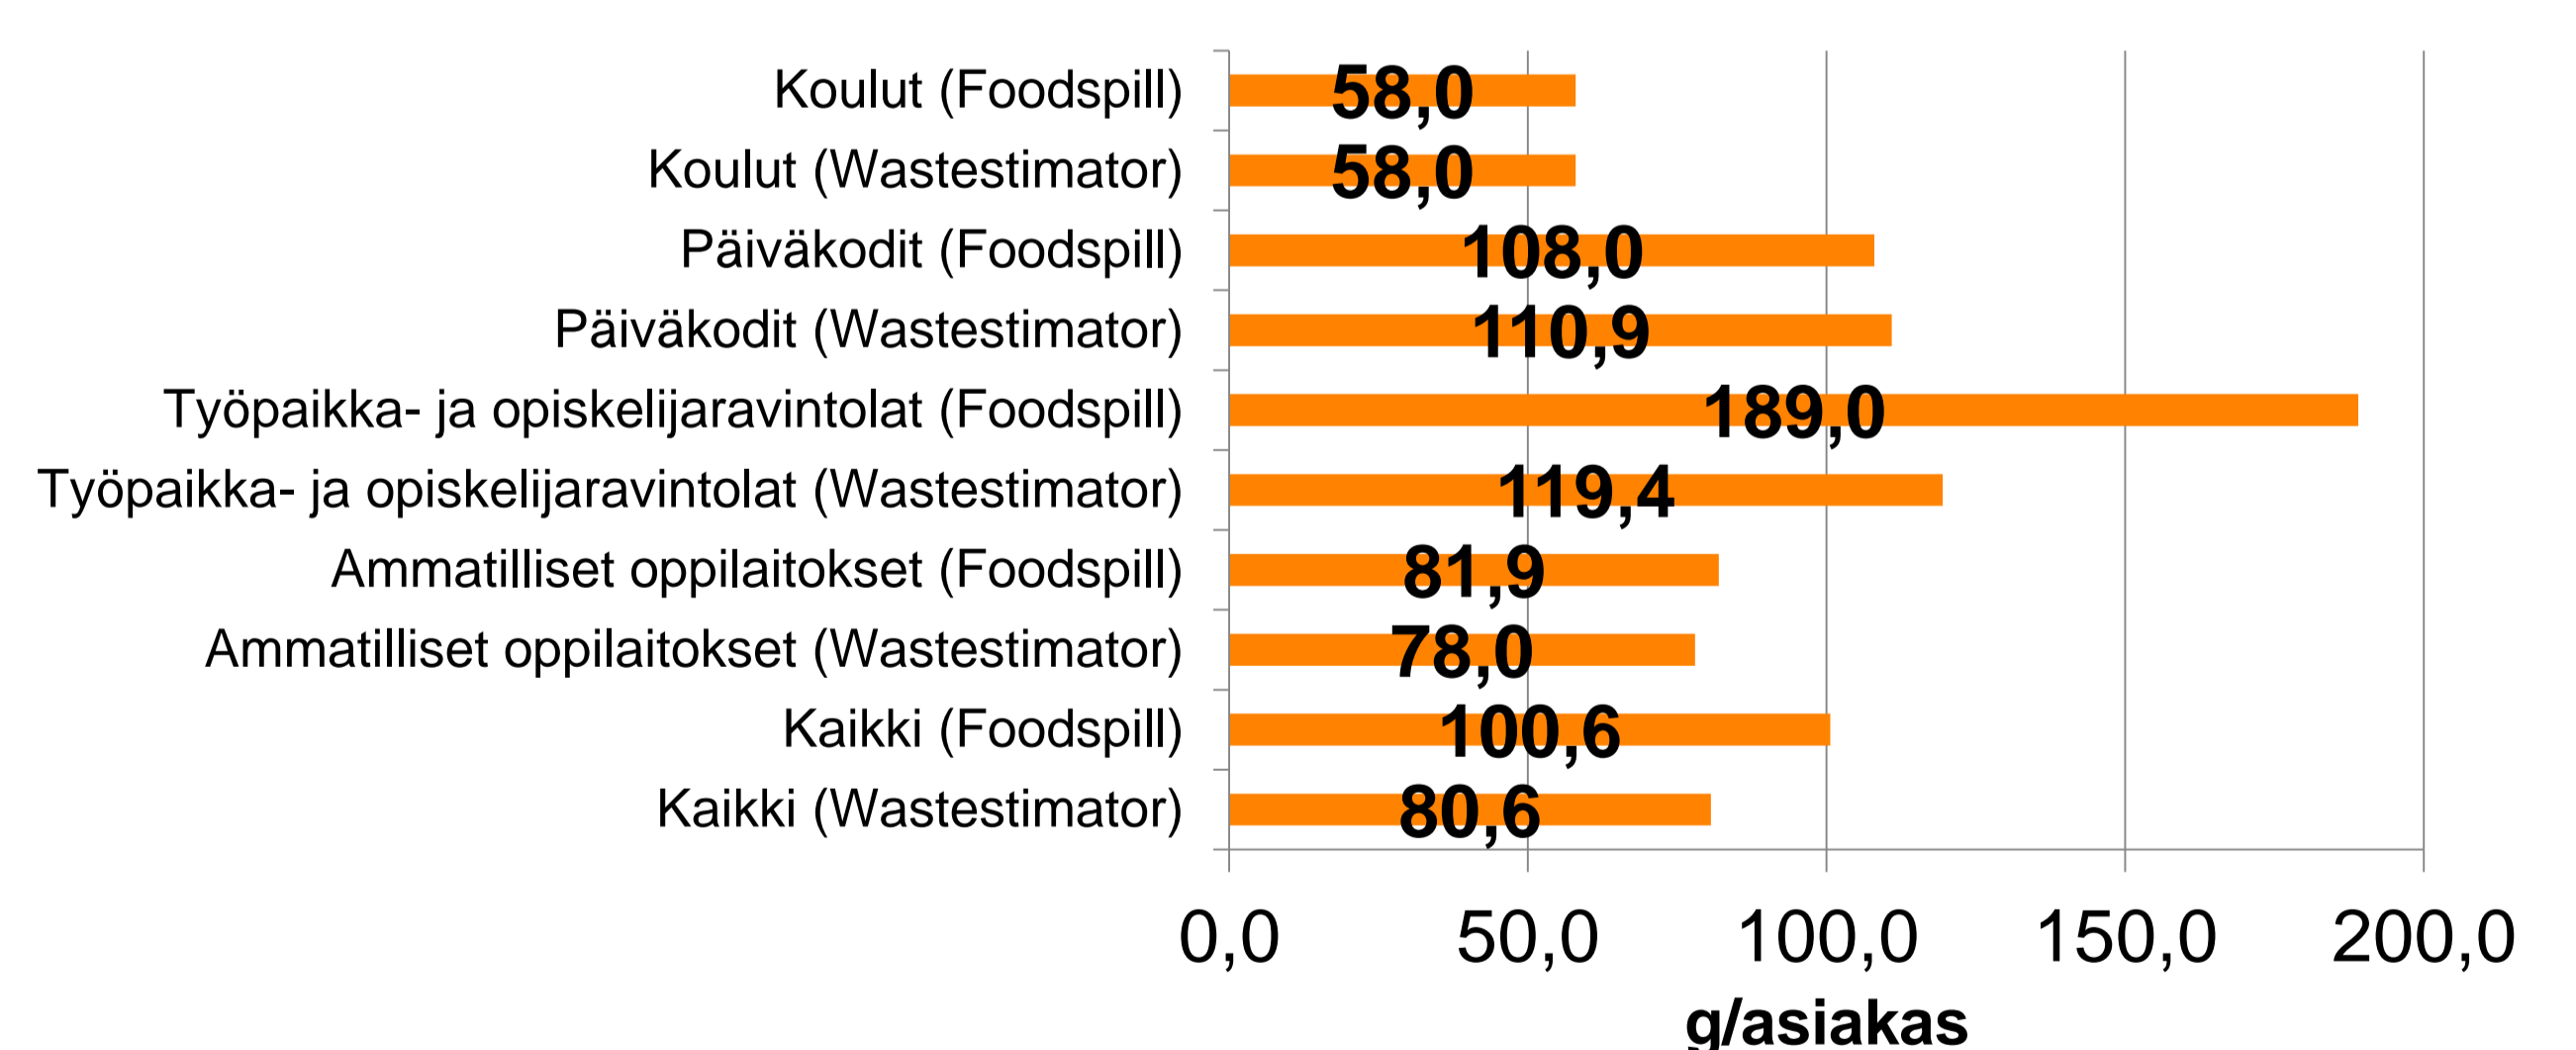 Koulut (Foodspill) 58,0
Koulut (Wastestimator) 58,0
Päiväkodit (Foodspill) 108,0
Päiväkodit (Wastestimator) 110,9
Työpaikka- ja opiskelijaravintolat (Foodspill) 189,0
Työpaikka- ja opiskelijaravintolat (Wastestimator) 119,4
Ammatilliset oppilaitokset (Foodspill) 81,9
Ammatilliset oppilaitokset (Wastestimator) 78,0
Kaikki (Foodspill) 100,6
Kaikki (Wastestimator) 80,6
0,0 50,0 100,0 150,0 200,0
g/asiakas